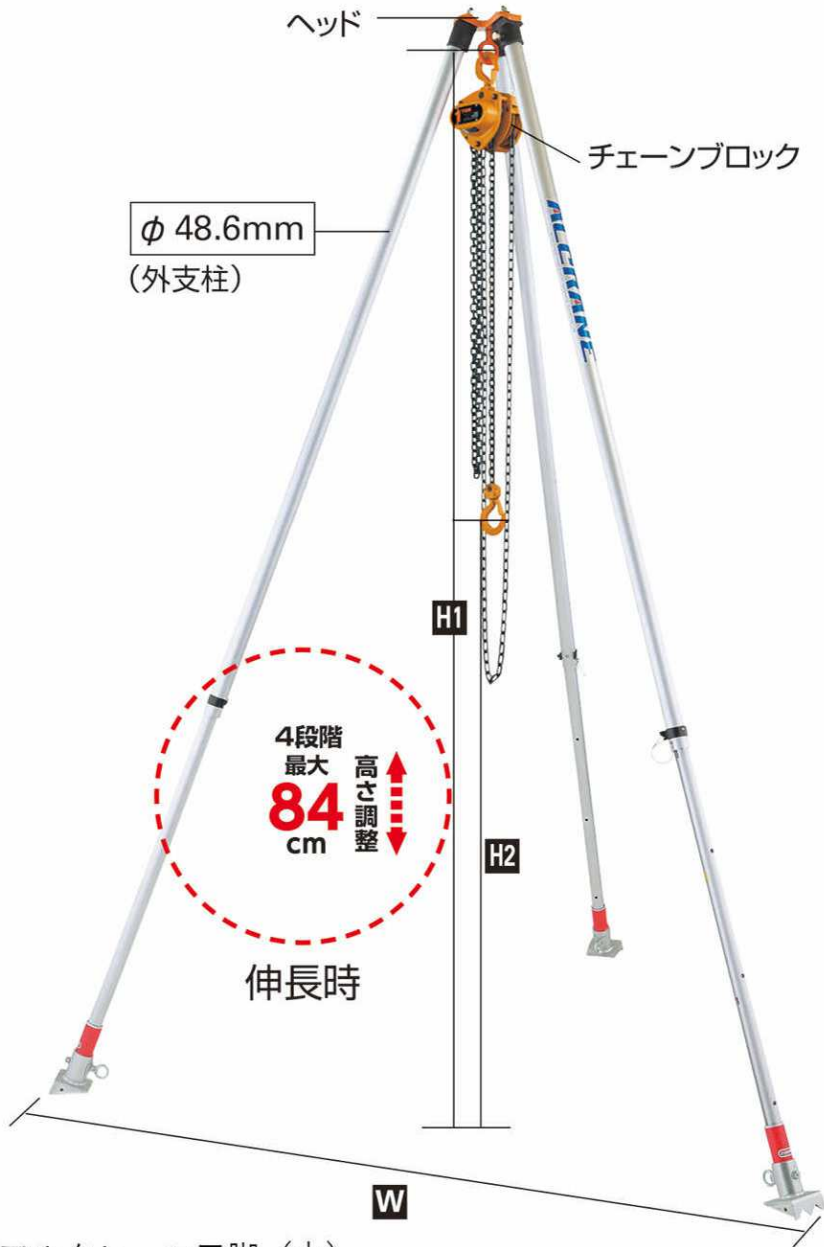 ヘッド
チェーンブロック
φ 48.6mm
(外支柱)
ALCRANE
H1
4段階
最大
84
cm
高さ調整
H2
伸長時
W